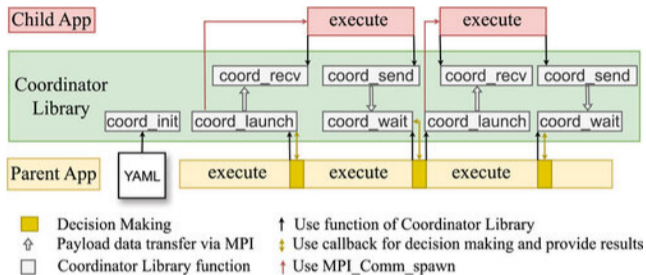 Child App
execute
execute
Coordinator
Library
coord_recv
coord_send
coord_recv
coord_send
coord_init
coord_launch
coord_wait
coord_launch
coord_wait
Parent App
YAML
execute
execute
execute
Decision Making
Use function of Coordinator Library
Payload data transfer via MPI
Use callback for decision making and provide results
Coordinator Library function
Use MPI_Comm_spawn